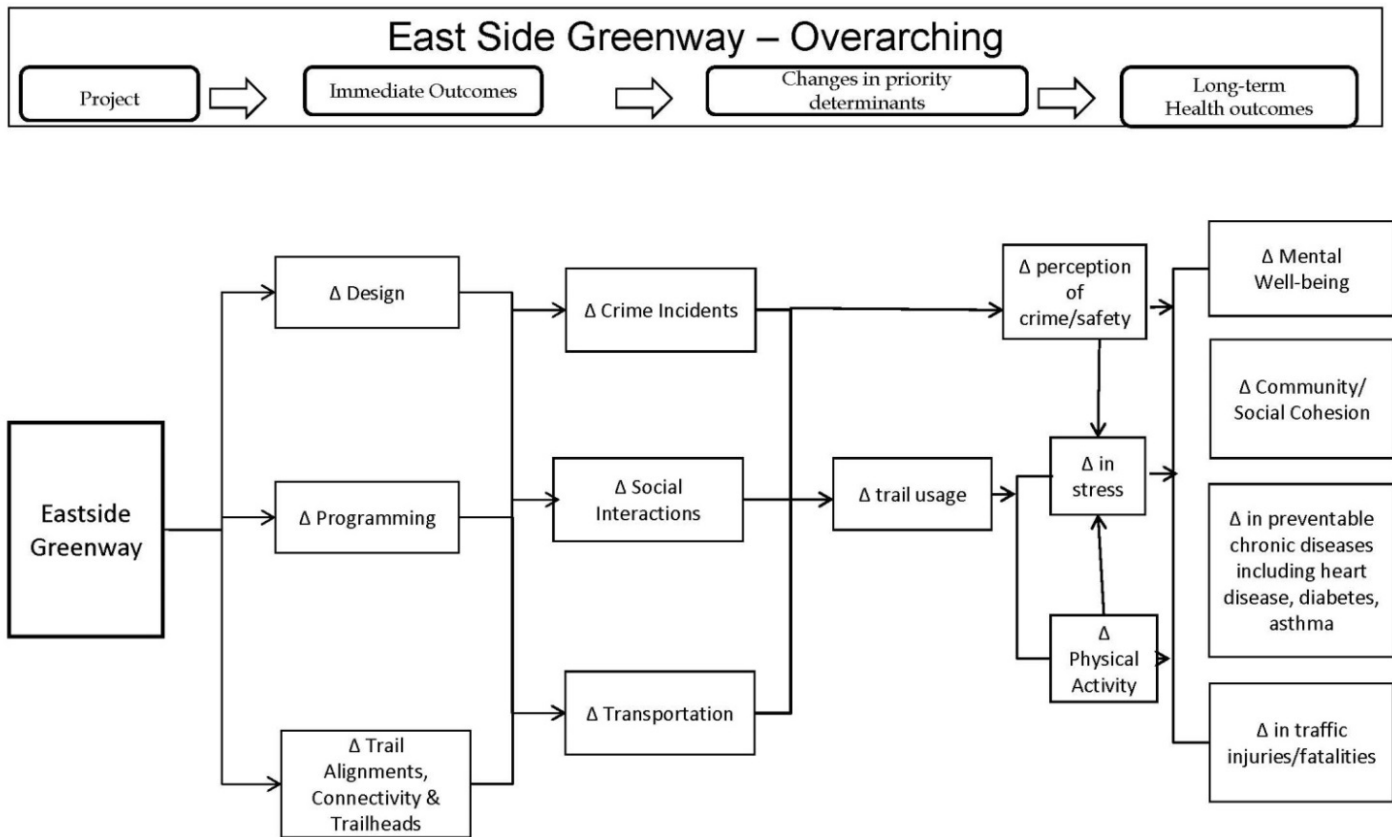 East Side Greenway – Overarching
Project
Immediate Outcomes
Changes in priority
determinants
Long-term
Health outcomes
Eastside
Greenway
Δ Design
Δ Programming
Δ Trail
Alignments,
Connectivity &
Trailheads
Δ Crime Incidents
Δ Social
Interactions
Δ Transportation
Δ trail usage
Δ perception
of
crime/safety
Δ in
stress
Δ
Physical
Activity
Δ Mental
Well-being
Δ Community/
Social Cohesion
Δ in preventable
chronic diseases
including heart
disease, diabetes,
asthma
Δ in traffic
injuries/fatalities